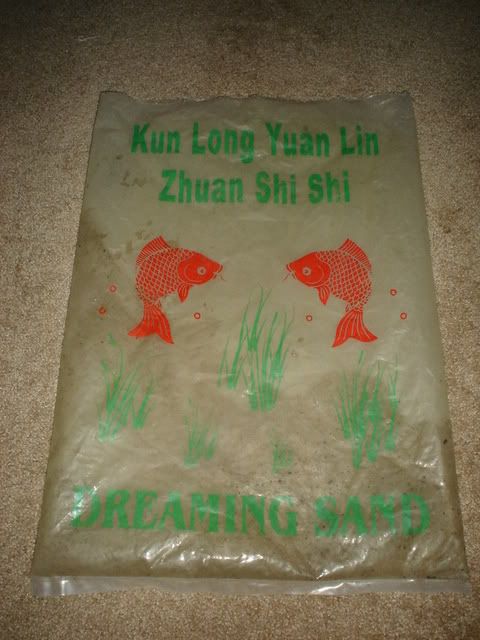 Kun Long Yuan Lin
Zhuan Shi Shi
DREAMING SAND